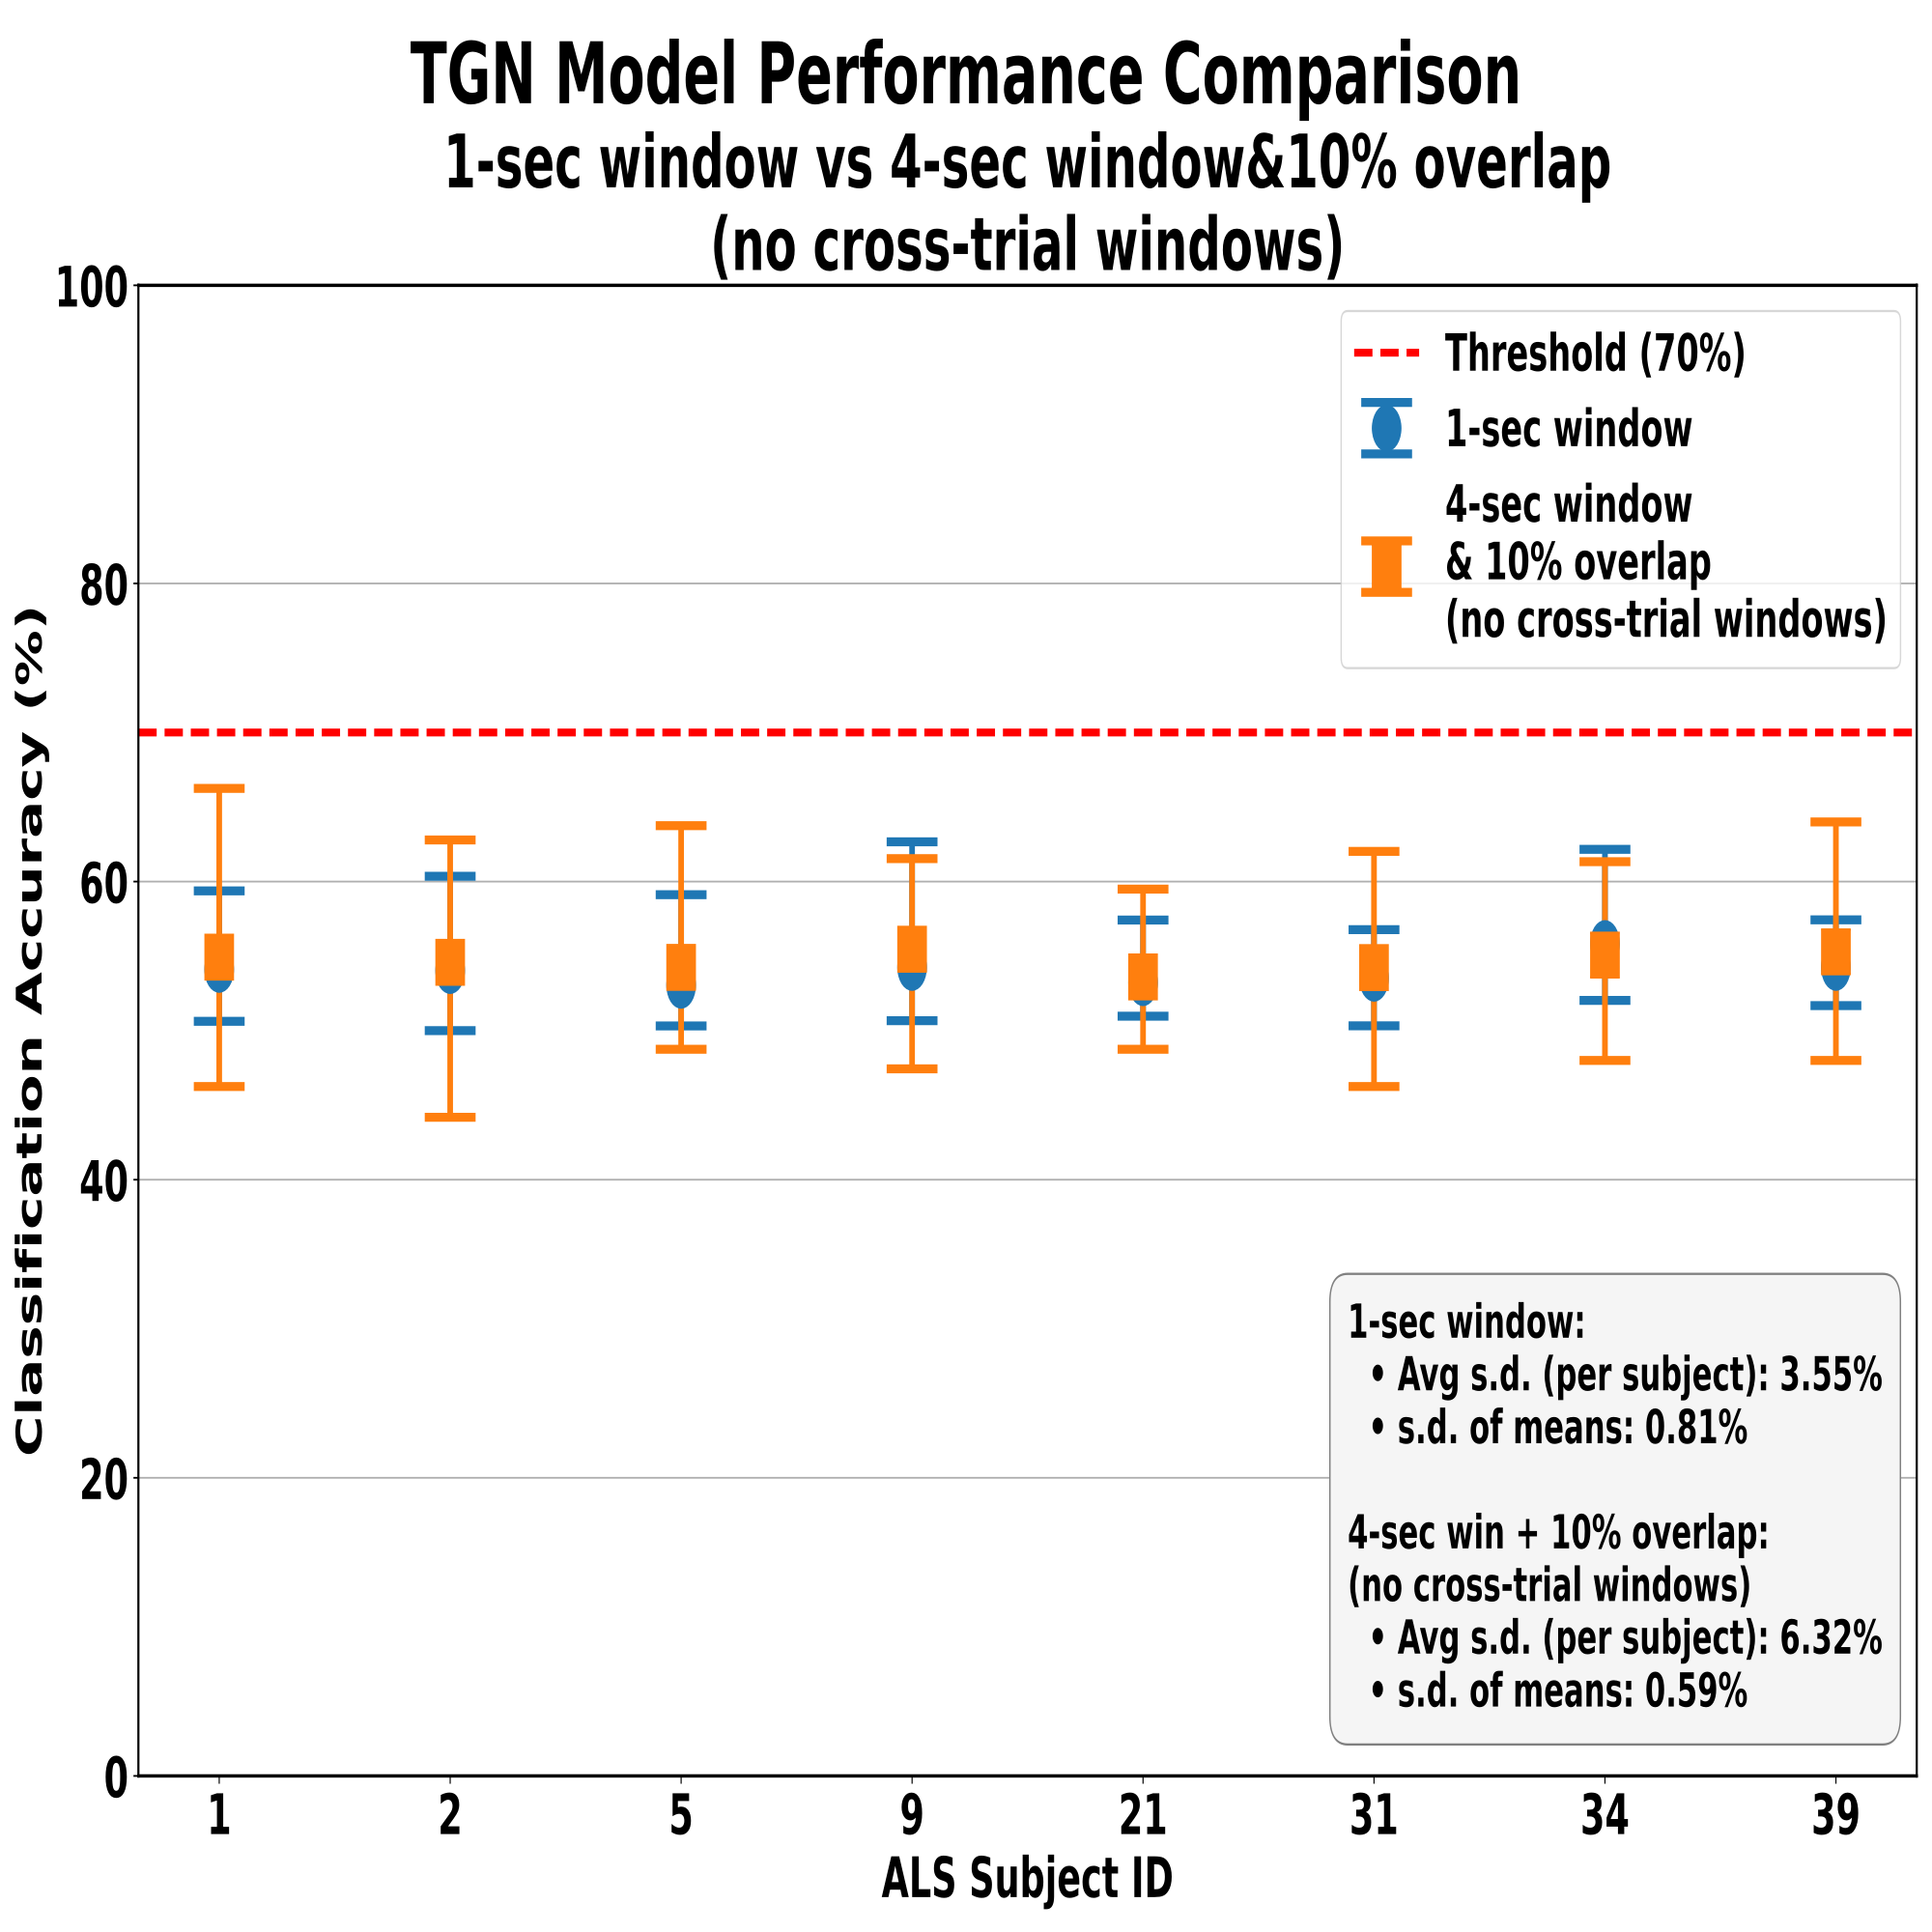 TGN Model Performance Comparison
1-sec window vs 4-sec window&10% overlap
(no cross-trial windows)
Classification Accuracy (%)
100
80
60
40
20
0
Threshold (70%)
1-sec window
4-sec window
& 10% overlap
(no cross-trial windows)
1-sec window:
• Avg s.d. (per subject): 3.55%
• s.d. of means: 0.81%
4-sec win + 10% overlap:
(no cross-trial windows)
• Avg s.d. (per subject): 6.32%
• s.d. of means: 0.59%
1 2 5 9 21 31 34 39
ALS Subject ID